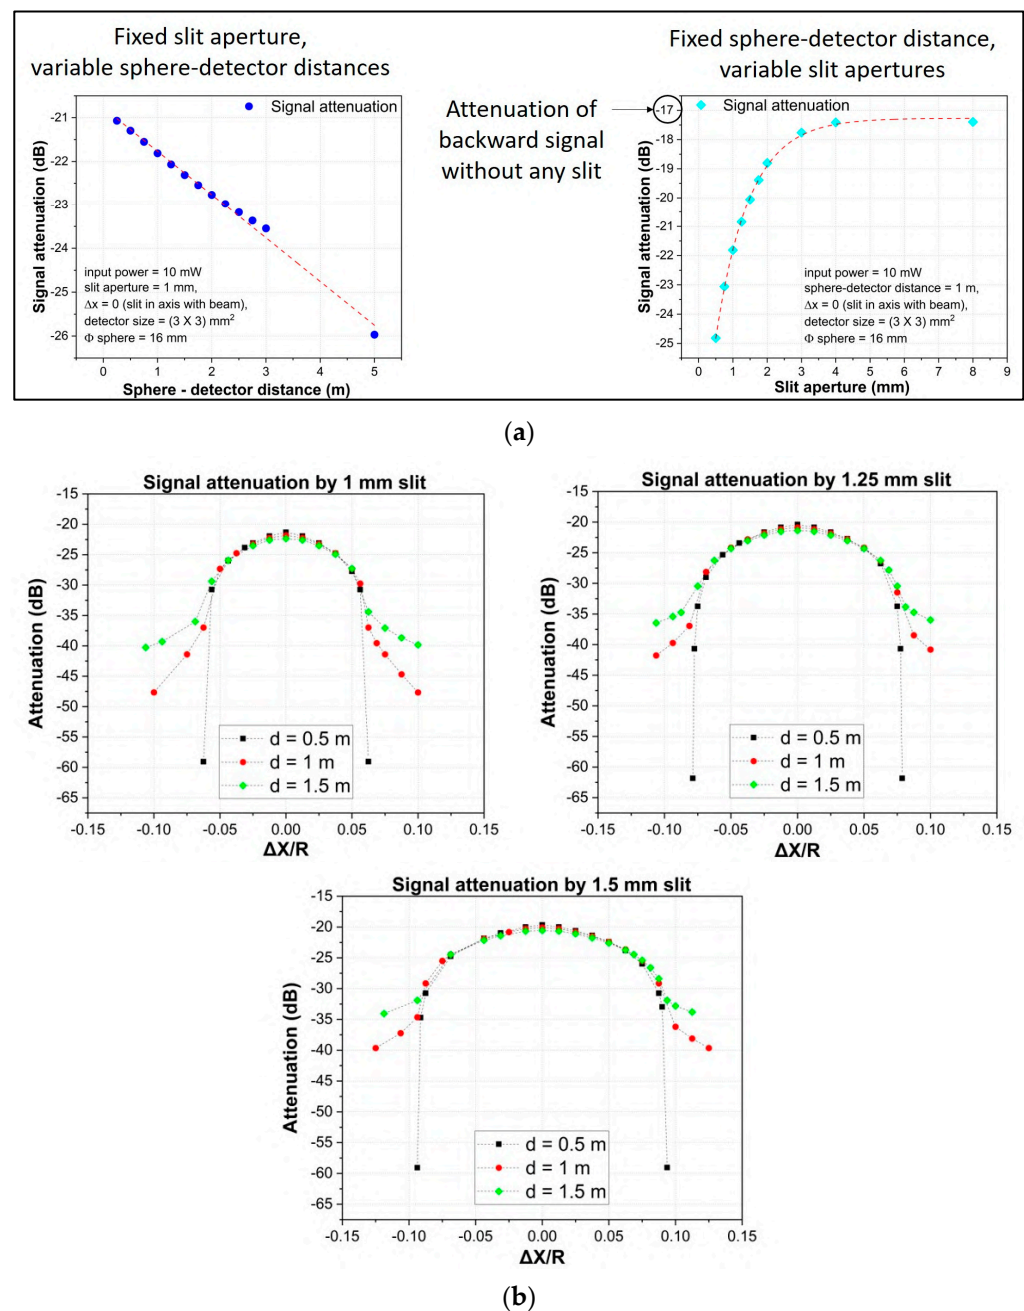 Fixed slit aperture,
variable sphere-detector distances
Signal attenuation
Signal attenuation (dB)
-21
-22
-23
-24
-25
-26
input power = 10 mW
slit aperture = 1 mm,
Δx = 0 (slit in axis with beam),
detector size = (3 X 3) mm²
Φ sphere = 16 mm
0 1 2 3 4 5
Sphere - detector distance (m)
Attenuation of
backward signal
without any slit
Fixed sphere-detector distance,
variable slit apertures
Signal attenuation
Signal attenuation (dB)
-17
-18
-19
-20
-21
-22
-23
-24
-25
input power = 10 mW
sphere-detector distance = 1 m,
Δx = 0 (slit in axis with beam),
detector size = (3 X 3) mm²
Φ sphere = 16 mm
0 1 2 3 4 5 6 7 8 9
Slit aperture (mm)
(a)
Signal attenuation by 1 mm slit
Attenuation (dB)
-15
-20
-25
-30
-35
-40
-45
-50
-55
-60
-65
d = 0.5 m
d = 1 m
d = 1.5 m
-0.15 -0.10 -0.05 0.00 0.05 0.10 0.15
ΔX/R
Signal attenuation by 1.25 mm slit
Attenuation (dB)
-15
-20
-25
-30
-35
-40
-45
-50
-55
-60
-65
d = 0.5 m
d = 1 m
d = 1.5 m
-0.15 -0.10 -0.05 0.00 0.05 0.10 0.15
ΔX/R
Signal attenuation by 1.5 mm slit
Attenuation (dB)
-15
-20
-25
-30
-35
-40
-45
-50
-55
-60
-65
d = 0.5 m
d = 1 m
d = 1.5 m
-0.15 -0.10 -0.05 0.00 0.05 0.10 0.15
ΔX/R
(b)